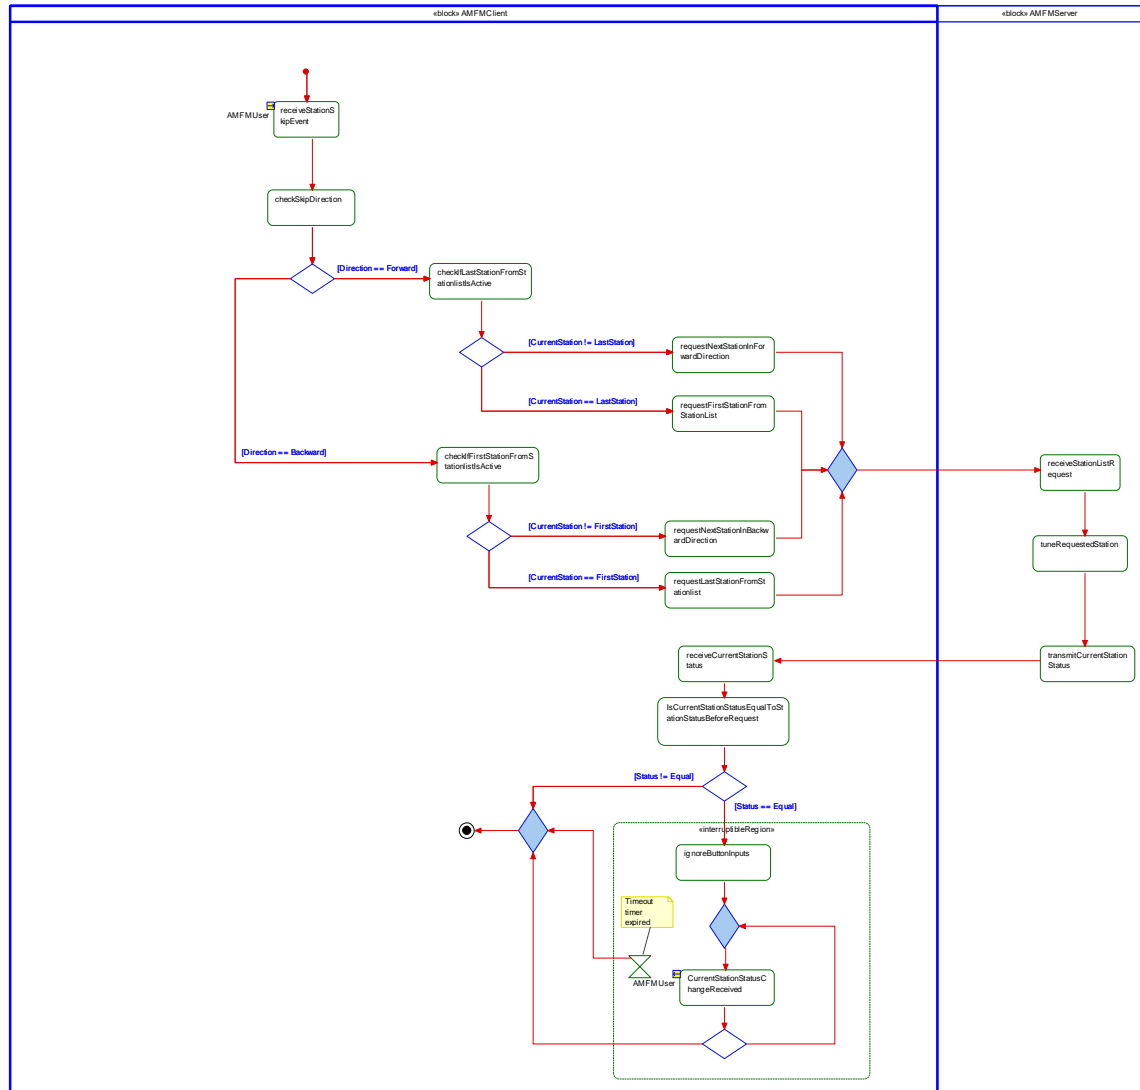 «block» AMFMClient
«block» AMFMServer
receiveStationS
kipEvent
AMFMUser
checkSkipDirection
[Direction == Forward]
checkIfLastStationFromSt
ationlistIsActive
[CurrentStation != LastStation]
requestNextStationInFor
wardDirection
[CurrentStation == LastStation]
requestFirstStationFrom
StationList
[Direction == Backward]
checkIfFirstStationFromS
tationlistIsActive
receiveStationListR
equest
[CurrentStation != FirstStation]
requestNextStationInBackw
ardDirection
tuneRequestedStation
[CurrentStation == FirstStation]
requestLastStationFromSt
ationlist
receiveCurrentStationS
tatus
transmitCurrentStation
Status
IsCurrentStationStatusEqualToSt
ationStatusBeforeRequest
[Status != Equal]
[Status == Equal]
«interruptibleRegion»
ignoreButtonInputs
Timeout
timer
expired
CurrentStationStatusC
hangeReceived
AMFMUser